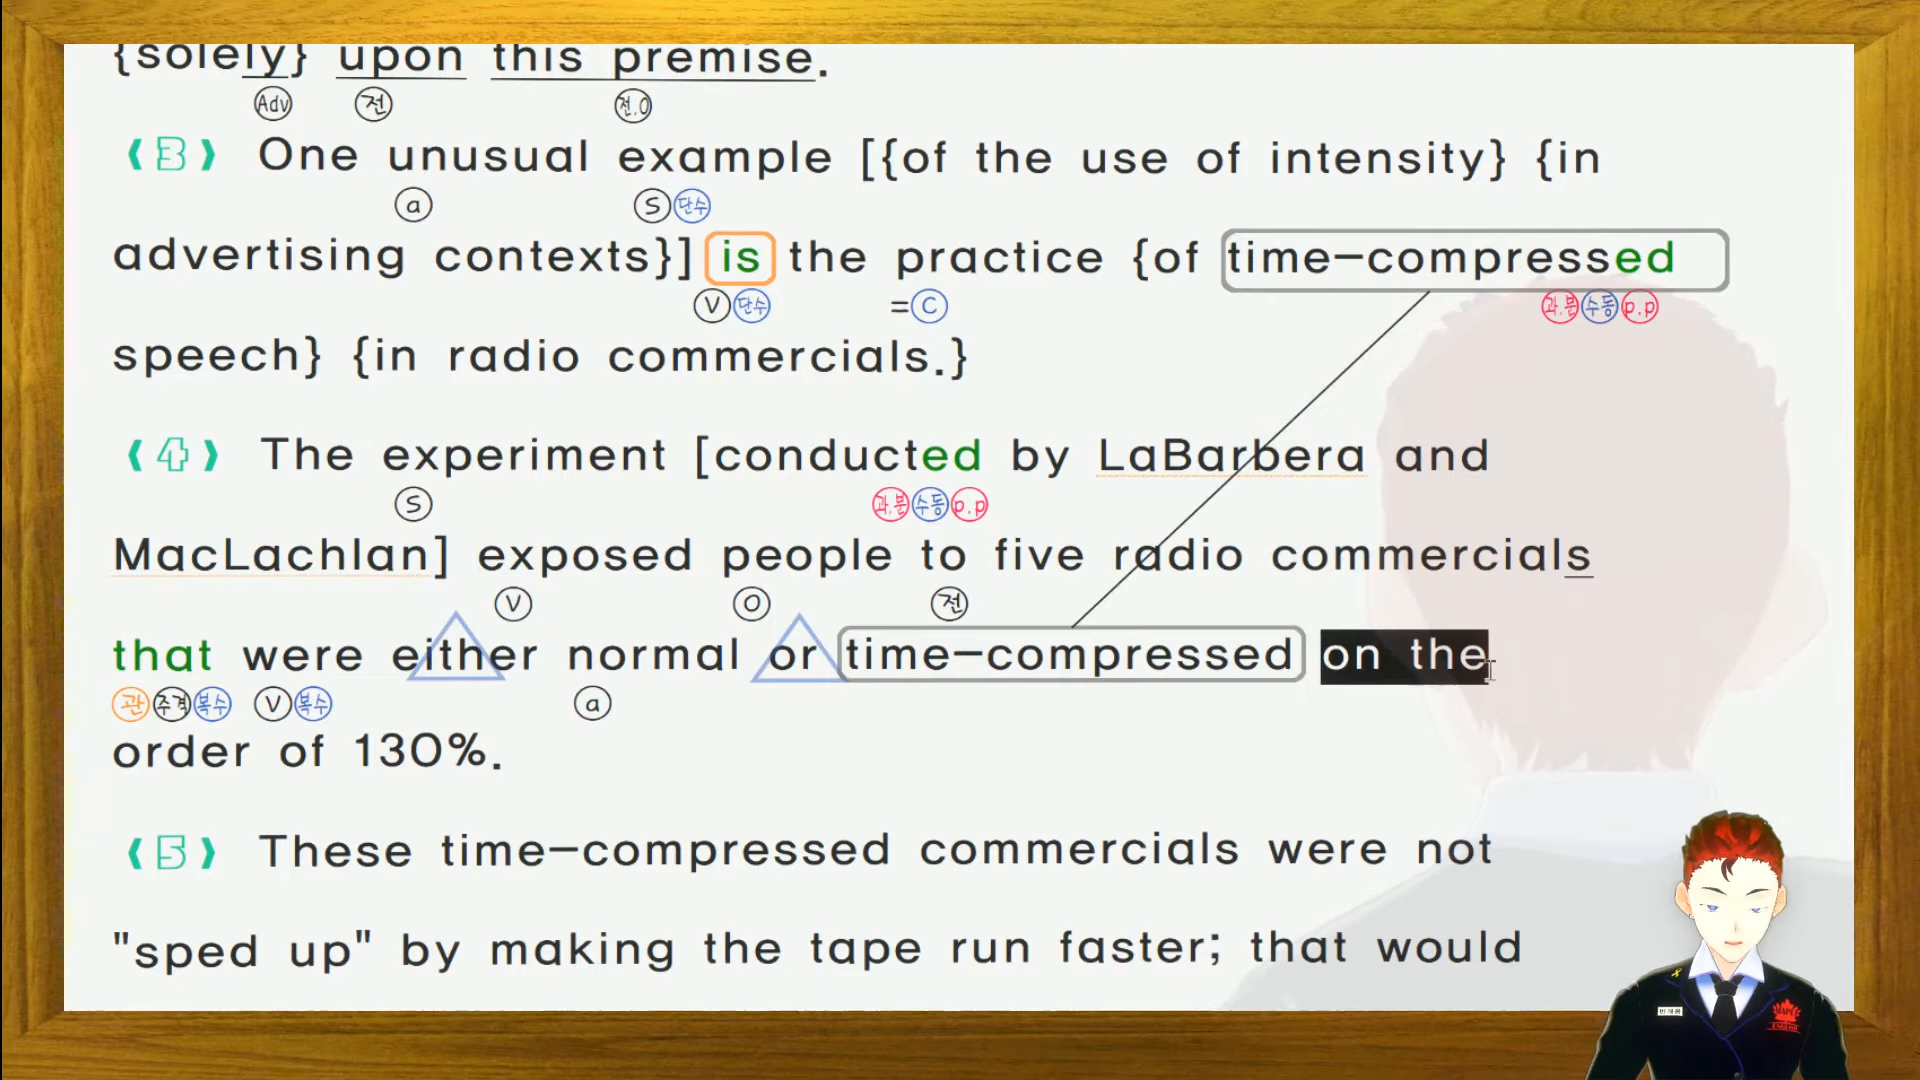 {solely} upon this premise.
Adv 전 전.O
❨3❩ One unusual example [{of the use of intensity} {in
a S 단수
advertising contexts}] is the practice {of time-compressed
V 단수 =C 과.분 수동 p.p
speech} {in radio commercials.}
❨4❩ The experiment [conducted by LaBarbera and
S 과.분 수동 p.p
MacLachlan] exposed people to five radio commercials
V O 전
that were either normal or time-compressed on the
관 주격 복수 V 복수 a
order of 130%.
❨5❩ These time-compressed commercials were not
"sped up" by making the tape run faster; that would